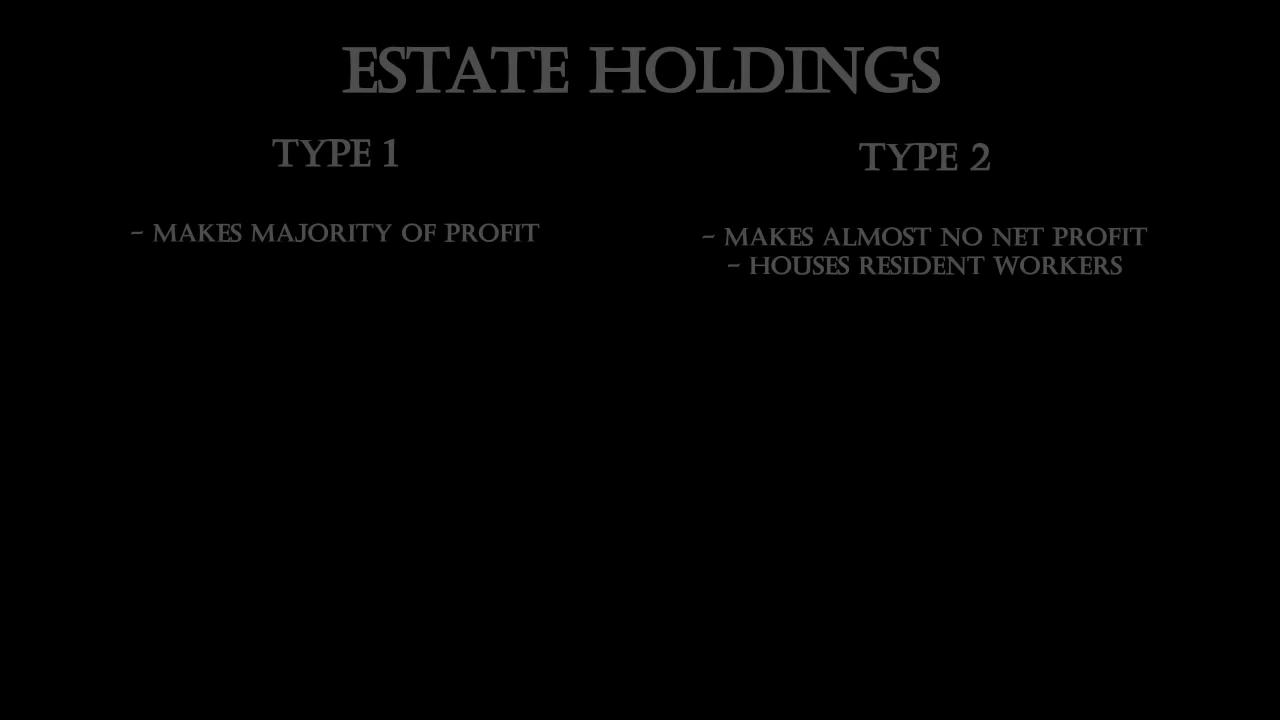 ESTATE HOLDINGS
TYPE 1
- MAKES MAJORITY OF PROFIT
TYPE 2
- MAKES ALMOST NO NET PROFIT
- HOUSES RESIDENT WORKERS